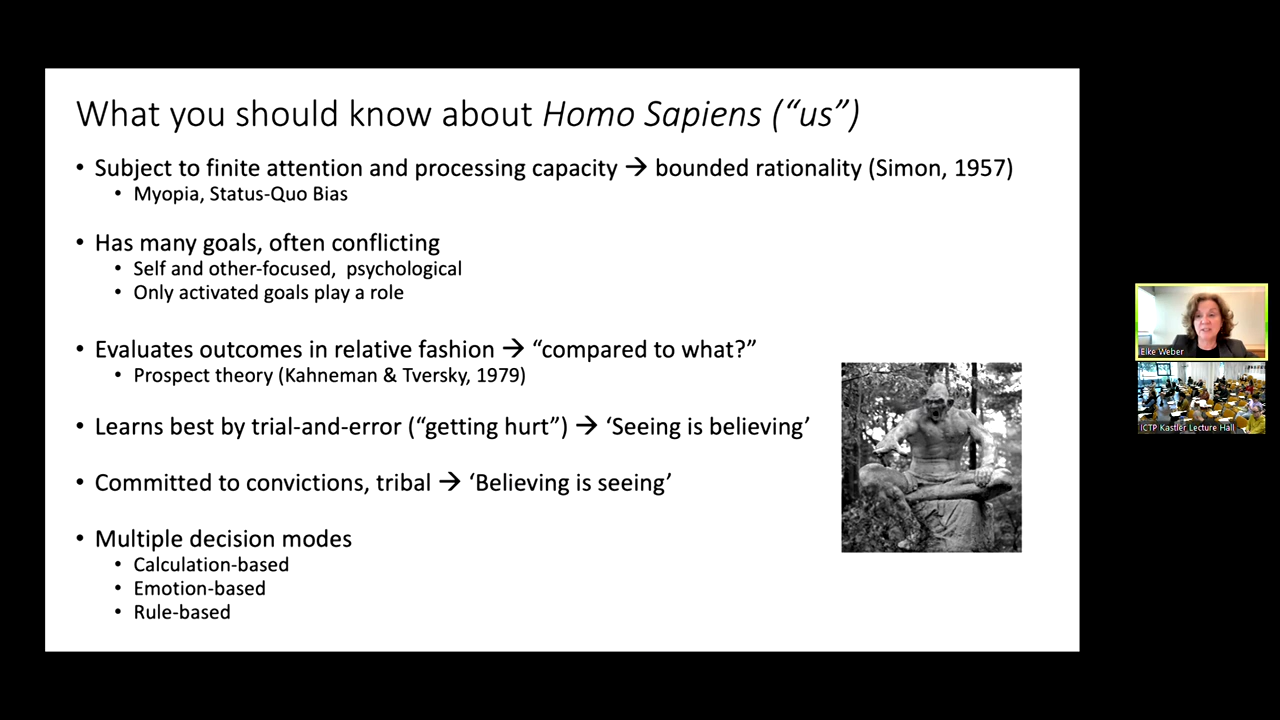 What you should know about Homo Sapiens (“us”)
• Subject to finite attention and processing capacity → bounded rationality (Simon, 1957)
• Myopia, Status-Quo Bias
• Has many goals, often conflicting
• Self and other-focused, psychological
• Only activated goals play a role
• Evaluates outcomes in relative fashion → “compared to what?”
• Prospect theory (Kahneman & Tversky, 1979)
• Learns best by trial-and-error (“getting hurt”) → ‘Seeing is believing’
• Committed to convictions, tribal → ‘Believing is seeing’
• Multiple decision modes
• Calculation-based
• Emotion-based
• Rule-based
Elke Weber
ICTP Kastler Lecture Hall